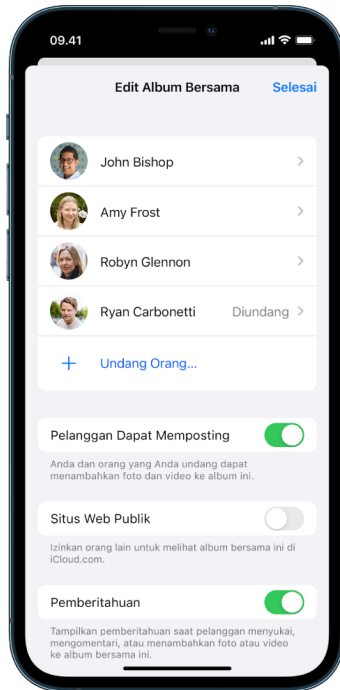 09.41
Edit Album Bersama Selesai
John Bishop
Amy Frost
Robyn Glennon
Ryan Carbonetti Diundang
Undang Orang...
Pelanggan Dapat Memposting
Anda dan orang yang Anda undang dapat
menambahkan foto dan video ke album ini.
Situs Web Publik
Izinkan orang lain untuk melihat album bersama ini di
iCloud.com.
Pemberitahuan
Tampilkan pemberitahuan saat pelanggan menyukai,
mengomentari, atau menambahkan foto atau video
ke album bersama ini.